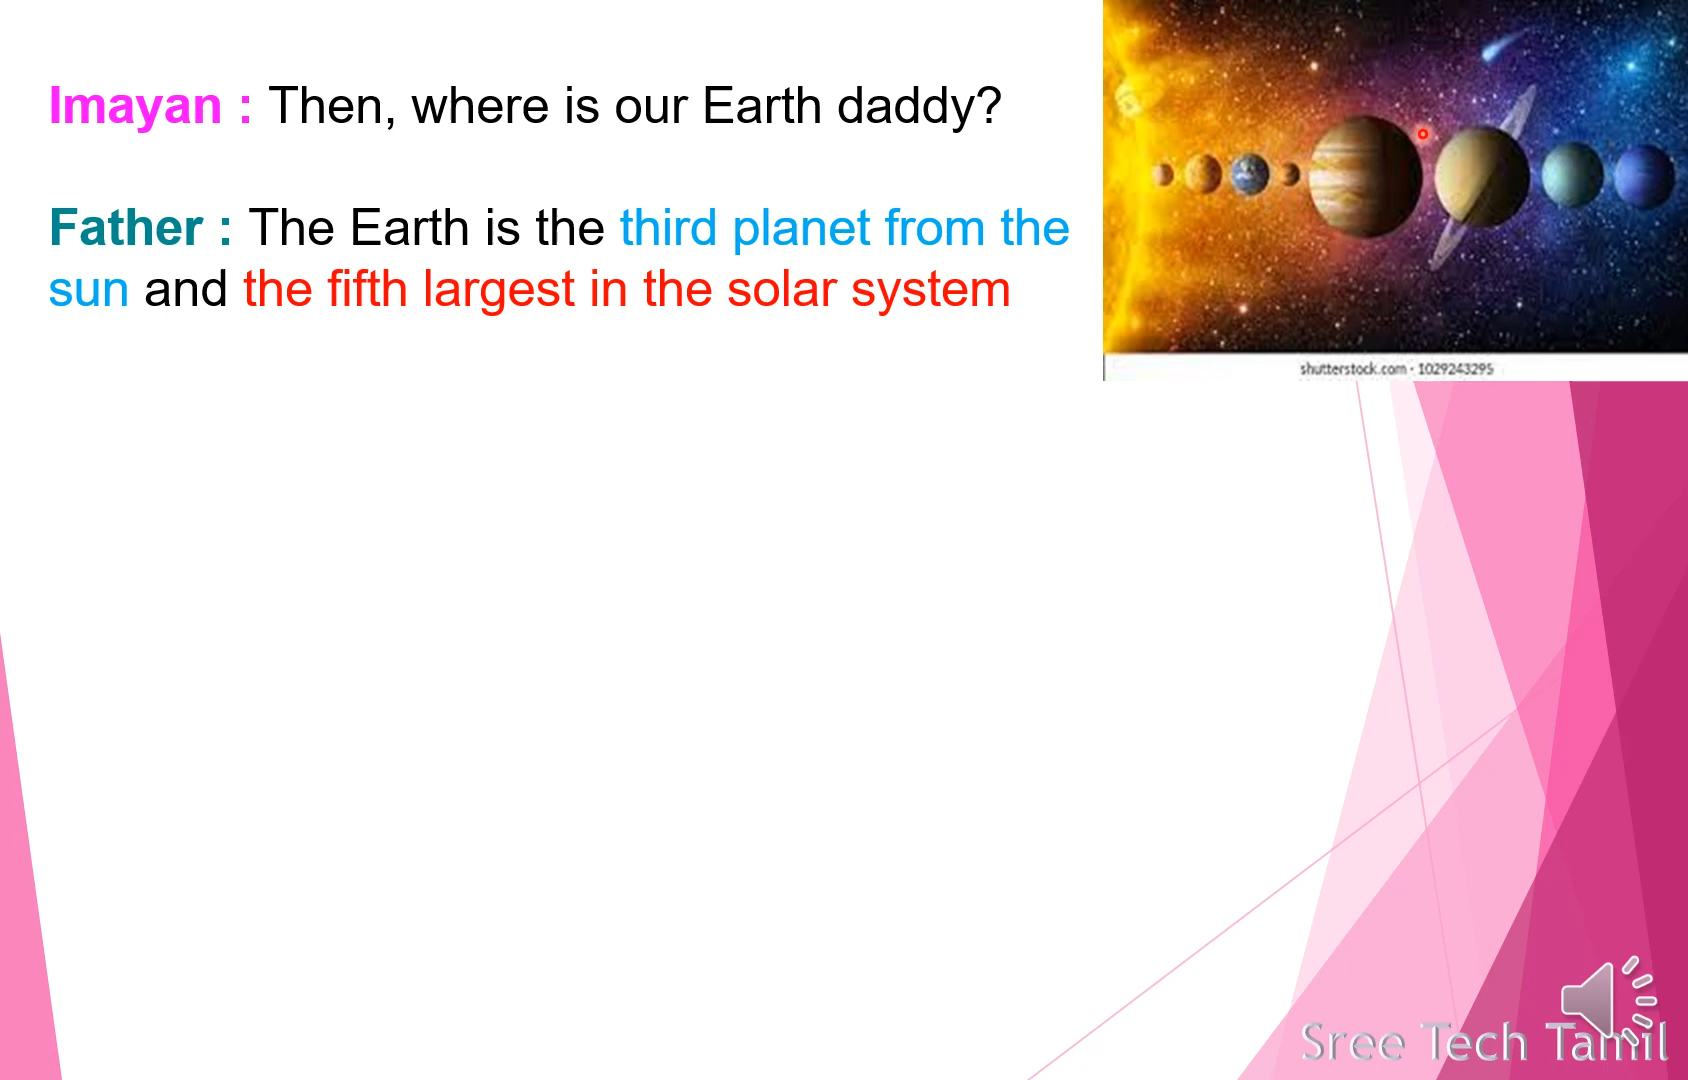 Imayan : Then, where is our Earth daddy?
Father : The Earth is the third planet from the
sun and the fifth largest in the solar system
shutterstock.com · 1029243295
Sree Tech Tamil